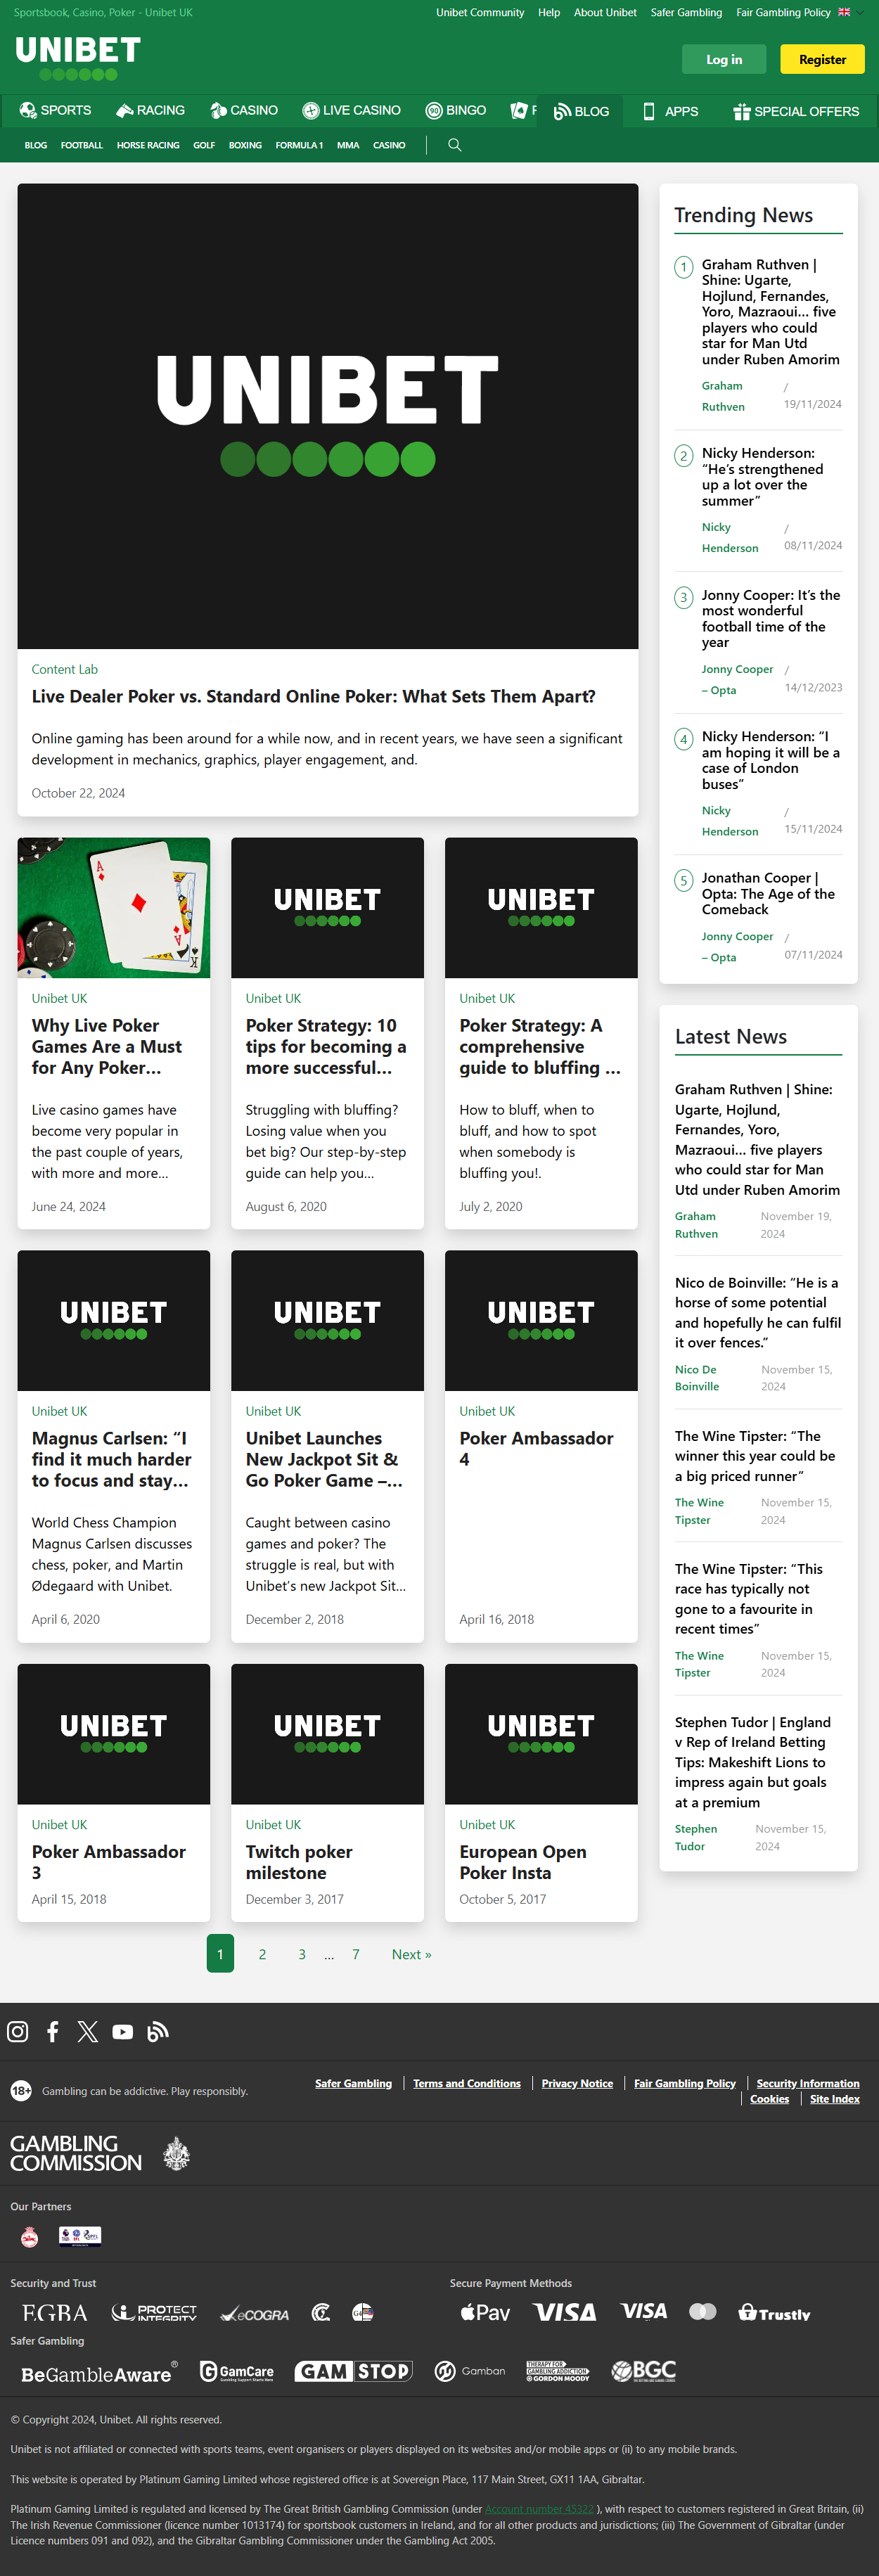 Sportsbook, Casino, Poker - Unibet UK
Unibet Community Help About Unibet Safer Gambling Fair Gambling Policy
UNIBET
Log in Register
SPORTS RACING CASINO LIVE CASINO BINGO BLOG APPS SPECIAL OFFERS
BLOG FOOTBALL HORSE RACING GOLF BOXING FORMULA 1 MMA CASINO
UNIBET
Content Lab
Live Dealer Poker vs. Standard Online Poker: What Sets Them Apart?
Online gaming has been around for a while now, and in recent years, we have seen a significant
development in mechanics, graphics, player engagement, and.
October 22, 2024
Unibet UK
Why Live Poker
Games Are a Must
for Any Poker...
Live casino games have
become very popular in
the past couple of years,
with more and more...
June 24, 2024
UNIBET
Unibet UK
Poker Strategy: 10
tips for becoming a
more successful...
Struggling with bluffing?
Losing value when you
bet big? Our step-by-step
guide can help you...
August 6, 2020
UNIBET
Unibet UK
Poker Strategy: A
comprehensive
guide to bluffing ...
How to bluff, when to
bluff, and how to spot
when somebody is
bluffing you!.
July 2, 2020
UNIBET
Unibet UK
Magnus Carlsen: “I
find it much harder
to focus and stay...
World Chess Champion
Magnus Carlsen discusses
chess, poker, and Martin
Ødegaard with Unibet.
April 6, 2020
UNIBET
Unibet UK
Unibet Launches
New Jackpot Sit &
Go Poker Game –...
Caught between casino
games and poker? The
struggle is real, but with
Unibet’s new Jackpot Sit...
December 2, 2018
UNIBET
Unibet UK
Poker Ambassador
4
April 16, 2018
UNIBET
Unibet UK
Poker Ambassador
3
April 15, 2018
UNIBET
Unibet UK
Twitch poker
milestone
December 3, 2017
UNIBET
Unibet UK
European Open
Poker Insta
October 5, 2017
1 2 3 ... 7 Next »
Trending News
1
Graham Ruthven |
Shine: Ugarte,
Hojlund, Fernandes,
Yoro, Mazraoui… five
players who could
star for Man Utd
under Ruben Amorim
Graham /
Ruthven 19/11/2024
2
Nicky Henderson:
“He’s strengthened
up a lot over the
summer”
Nicky /
Henderson 08/11/2024
3
Jonny Cooper: It’s the
most wonderful
football time of the
year
Jonny Cooper /
– Opta 14/12/2023
4
Nicky Henderson: “I
am hoping it will be a
case of London
buses”
Nicky /
Henderson 15/11/2024
5
Jonathan Cooper |
Opta: The Age of the
Comeback
Jonny Cooper /
– Opta 07/11/2024
Latest News
Graham Ruthven | Shine:
Ugarte, Hojlund,
Fernandes, Yoro,
Mazraoui… five players
who could star for Man
Utd under Ruben Amorim
Graham November 19,
Ruthven 2024
Nico de Boinville: “He is a
horse of some potential
and hopefully he can fulfil
it over fences.”
Nico De November 15,
Boinville 2024
The Wine Tipster: “The
winner this year could be
a big priced runner”
The Wine November 15,
Tipster 2024
The Wine Tipster: “This
race has typically not
gone to a favourite in
recent times”
The Wine November 15,
Tipster 2024
Stephen Tudor | England
v Rep of Ireland Betting
Tips: Makeshift Lions to
impress again but goals
at a premium
Stephen November 15,
Tudor 2024
18+ Gambling can be addictive. Play responsibly.
Safer Gambling Terms and Conditions Privacy Notice Fair Gambling Policy Security Information
Cookies Site Index
GAMBLING
COMMISSION
Our Partners
Security and Trust
EGBA PROTECT INTEGRITY eCOGRA
Secure Payment Methods
Pay VISA VISA Trustly
Safer Gambling
BeGambleAware® GamCare GAMSTOP Gamban THERAPY FOR GAMBLING ADDICTION GORDON MOODY BGC
© Copyright 2024, Unibet. All rights reserved.
Unibet is not affiliated or connected with sports teams, event organisers or players displayed on its websites and/or mobile apps or (ii) to any mobile brands.
This website is operated by Platinum Gaming Limited whose registered office is at Sovereign Place, 117 Main Street, GX11 1AA, Gibraltar.
Platinum Gaming Limited is regulated and licensed by The Great British Gambling Commission (under Account number 45322 ), with respect to customers registered in Great Britain, (ii)
The Irish Revenue Commissioner (licence number 1013174) for sportsbook customers in Ireland, and for all other products and jurisdictions; (iii) The Government of Gibraltar (under
Licence numbers 091 and 092), and the Gibraltar Gambling Commissioner under the Gambling Act 2005.